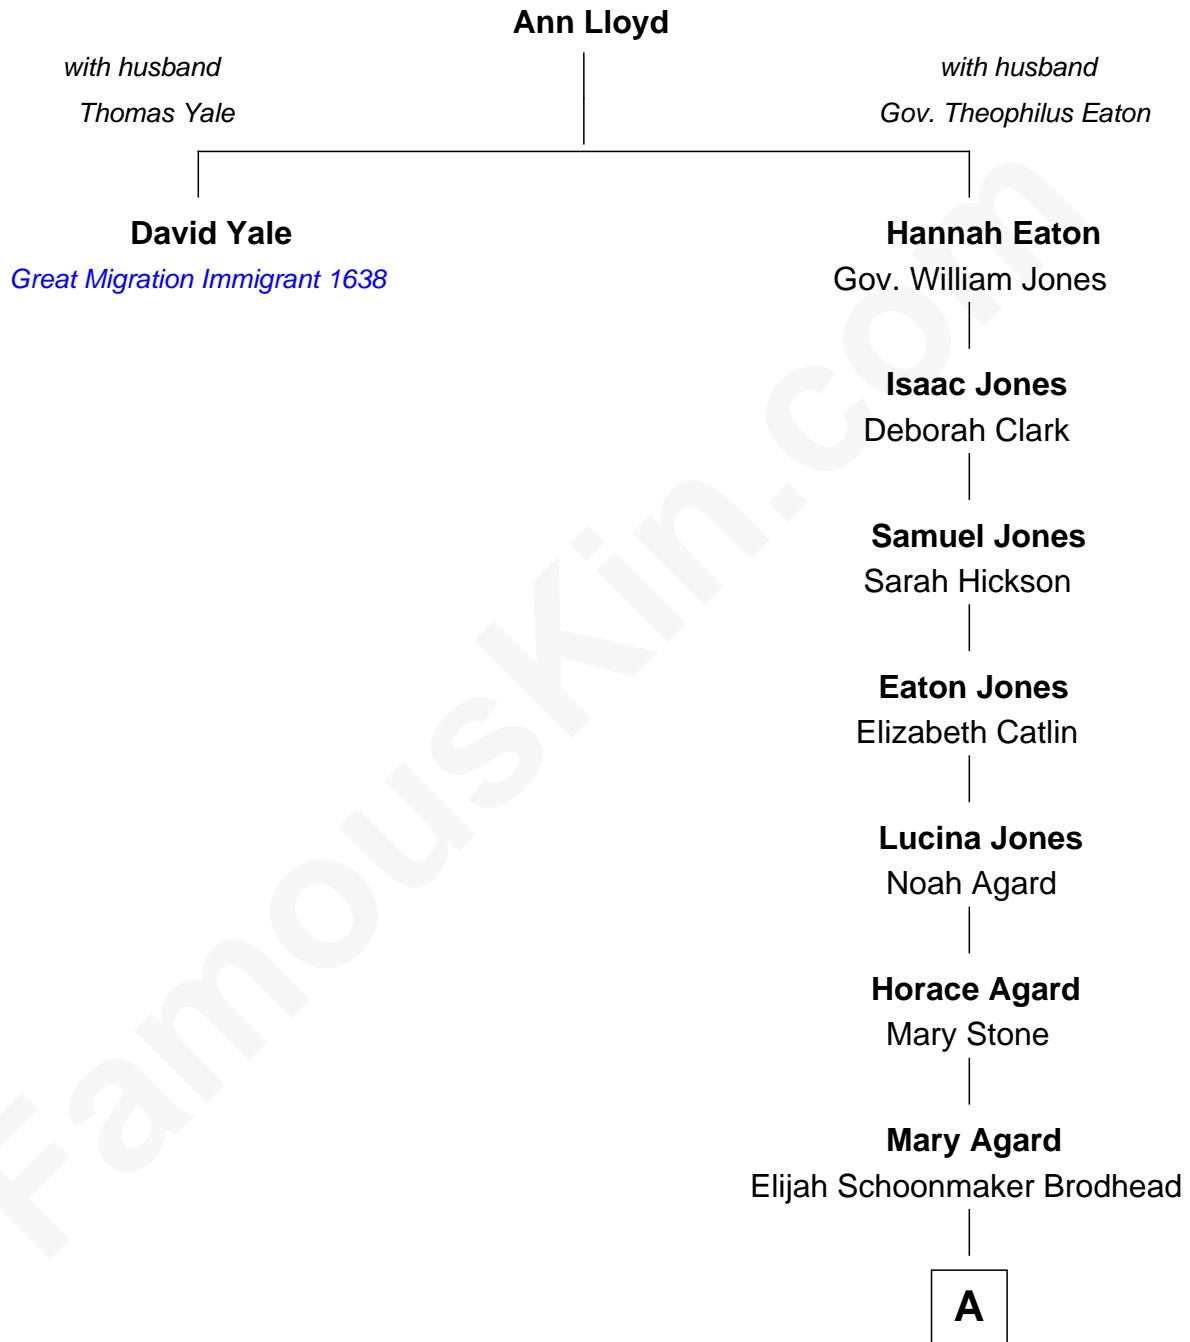 Ann Lloyd
with husband
Thomas Yale
with husband
Gov. Theophilus Eaton
David Yale
Great Migration Immigrant 1638
Hannah Eaton
Gov. William Jones
Isaac Jones
Deborah Clark
Samuel Jones
Sarah Hickson
Eaton Jones
Elizabeth Catlin
Lucina Jones
Noah Agard
Horace Agard
Mary Stone
Mary Agard
Elijah Schoonmaker Brodhead
A
FamousKin.com